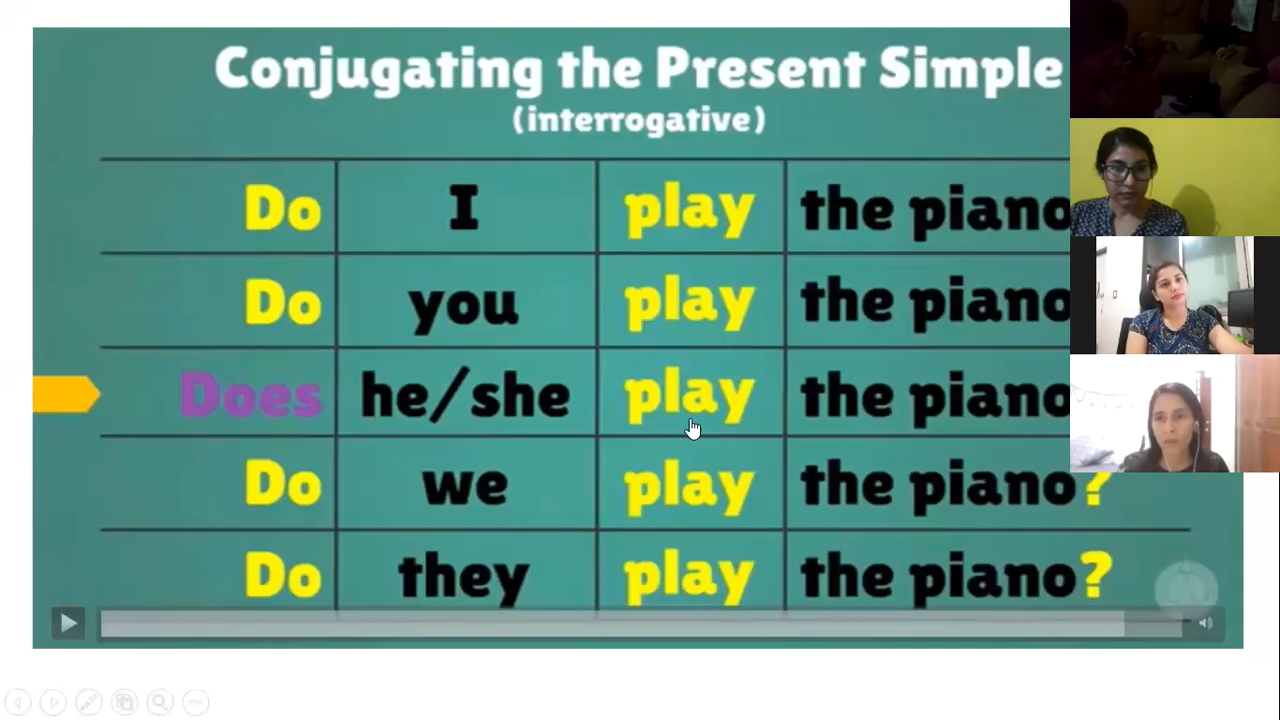 Conjugating the Present Simple
(interrogative)
Do I play the piano
Do you play the piano
Does he/she play the piano
Do we play the piano?
Do they play the piano?